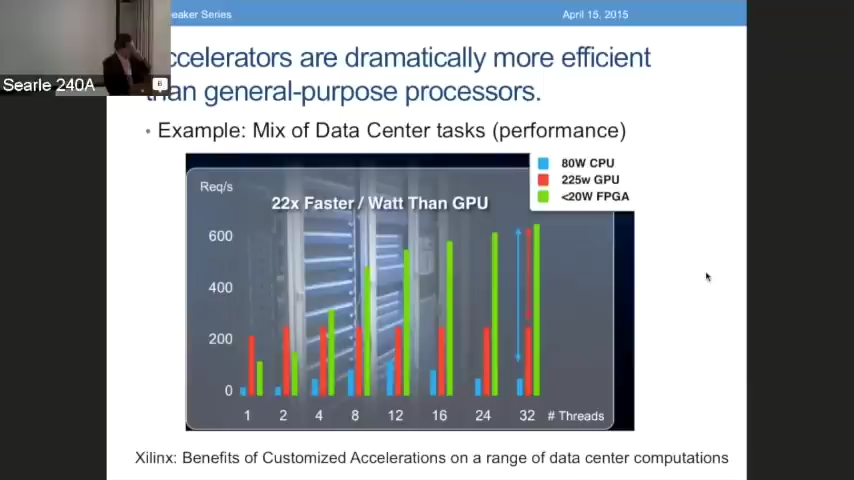 eaker Series
April 15, 2015
Searle 240A
ccelerators are dramatically more efficient
than general-purpose processors.
• Example: Mix of Data Center tasks (performance)
80W CPU
225w GPU
<20W FPGA
Req/s
22x Faster / Watt Than GPU
600
400
200
0
1 2 4 8 12 16 24 32 # Threads
Xilinx: Benefits of Customized Accelerations on a range of data center computations